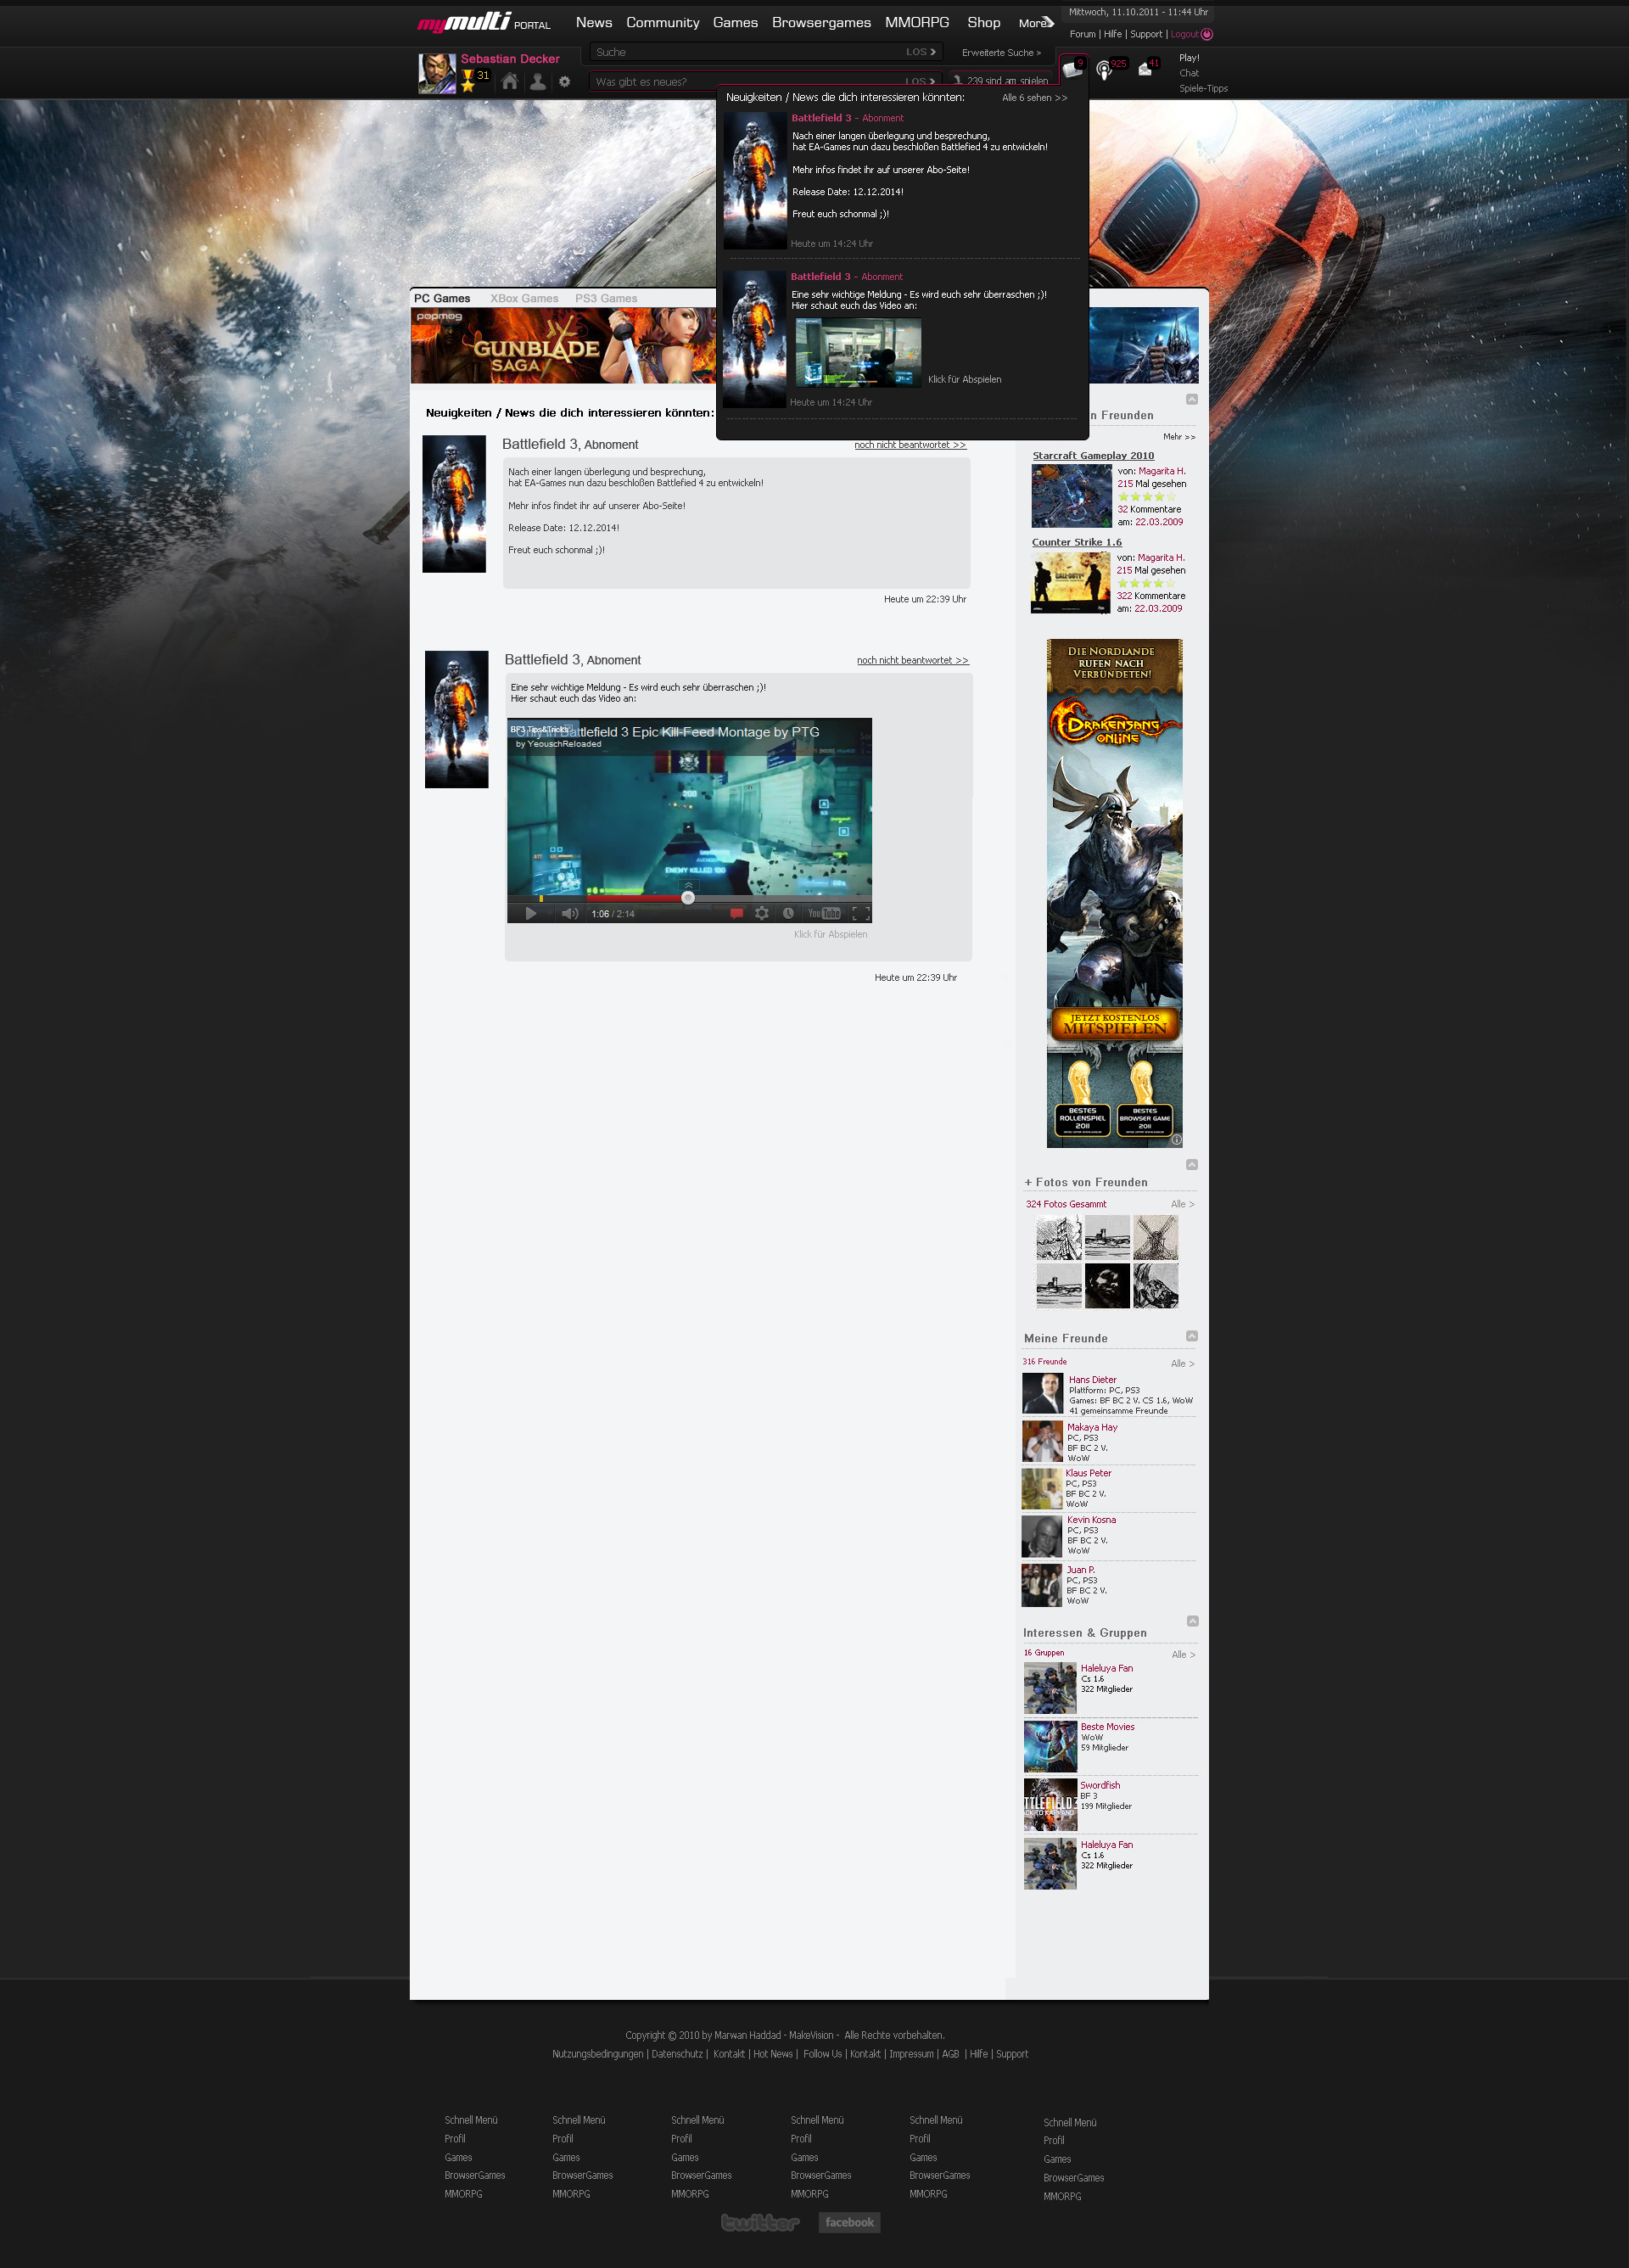 mymulti PORTAL
News Community Games Browsergames MMORPG Shop More
Mittwoch, 11.10.2011 - 11:44 Uhr
Forum | Hilfe | Support | Logout
Suche LOS
Erweiterte Suche >
Sebastian Decker
31
Was gibt es neues? LOS
239 sind am spielen
9
925
41
Play!
Chat
Spiele-Tipps
Neuigkeiten / News die dich interessieren könnten: Alle 6 sehen >>
Battlefield 3 - Abonment
Nach einer langen überlegung und besprechung,
hat EA-Games nun dazu beschloßen Battlefied 4 zu entwickeln!
Mehr infos findet ihr auf unserer Abo-Seite!
Release Date: 12.12.2014!
Freut euch schonmal ;)!
Heute um 14:24 Uhr
Battlefield 3 - Abonment
Eine sehr wichtige Meldung - Es wird euch sehr überraschen ;)!
Hier schaut euch das Video an:
Klick für Abspielen
Heute um 14:24 Uhr
PC Games XBox Games PS3 Games
popmog
GUNBLADE
SAGA
Neuigkeiten / News die dich interessieren könnten:
Battlefield 3, Abnoment
noch nicht beantwortet >>
Nach einer langen überlegung und besprechung,
hat EA-Games nun dazu beschloßen Battlefied 4 zu entwickeln!
Mehr infos findet ihr auf unserer Abo-Seite!
Release Date: 12.12.2014!
Freut euch schonmal ;)!
Heute um 22:39 Uhr
Battlefield 3, Abnoment
noch nicht beantwortet >>
Eine sehr wichtige Meldung - Es wird euch sehr überraschen ;)!
Hier schaut euch das Video an:
BF3 Tips&Tricks
Only in Battlefield 3 Epic Kill-Feed Montage by PTG
by YeouschReloaded
200
ENEMY KILLED 100
1:06 / 2:14
YouTube
Klick für Abspielen
Heute um 22:39 Uhr
n Freunden
Mehr >>
Starcraft Gameplay 2010
von: Magarita H.
215 Mal gesehen
32 Kommentare
am: 22.03.2009
Counter Strike 1.6
von: Magarita H.
215 Mal gesehen
322 Kommentare
am: 22.03.2009
DIE NORDLANDE
RUFEN NACH
VERBÜNDETEN!
DRAKENSANG
ONLINE
JETZT KOSTENLOS
MITSPIELEN
BESTES
ROLLENSPIEL
2011
BESTES
BROWSER GAME
2011
+ Fotos von Freunden
324 Fotos Gesammt Alle >
Meine Freunde
316 Freunde Alle >
Hans Dieter
Plattform: PC, PS3
Games: BF BC 2 V. CS 1.6, WoW
41 gemeinsamme Freunde
Makaya Hay
PC, PS3
BF BC 2 V.
WoW
Klaus Peter
PC, PS3
BF BC 2 V.
WoW
Kevin Kosna
PC, PS3
BF BC 2 V.
WoW
Juan P.
PC, PS3
BF BC 2 V.
WoW
Interessen & Gruppen
16 Gruppen Alle >
Haleluya Fan
Cs 1.6
322 Mitglieder
Beste Movies
WoW
59 Mitglieder
Swordfish
BF 3
199 Mitglieder
Haleluya Fan
Cs 1.6
322 Mitglieder
Copyright © 2010 by Marwan Haddad - MakeVision - Alle Rechte vorbehalten.
Nutzungsbedingungen | Datenschutz | Kontakt | Hot News | Follow Us | Kontakt | Impressum | AGB | Hilfe | Support
Schnell Menü Schnell Menü Schnell Menü Schnell Menü Schnell Menü Schnell Menü
Profil Profil Profil Profil Profil Profil
Games Games Games Games Games Games
BrowserGames BrowserGames BrowserGames BrowserGames BrowserGames BrowserGames
MMORPG MMORPG MMORPG MMORPG MMORPG MMORPG
twitter facebook